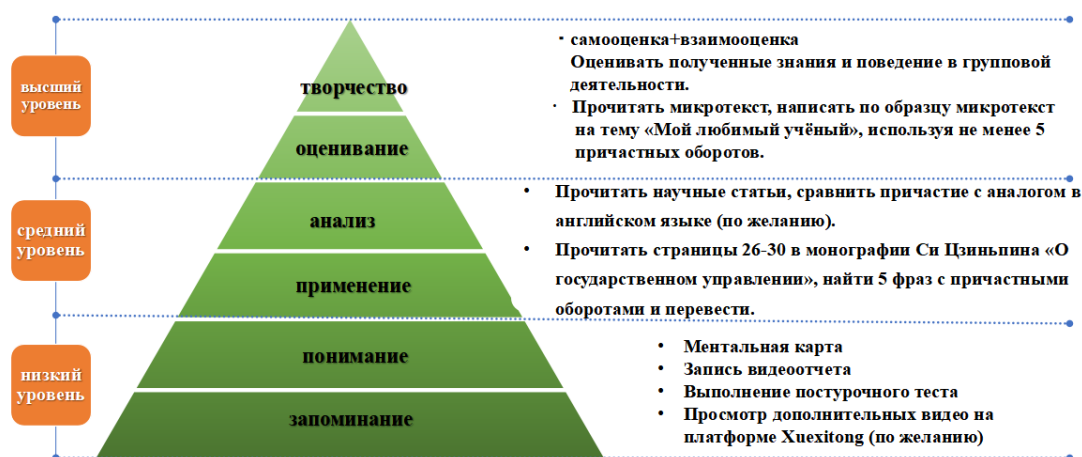 высший
уровень
творчество
оценивание
· самооценка+взаимооценка
Оценивать полученные знания и поведение в групповой
деятельности.
· Прочитать микротекст, написать по образцу микротекст
на тему «Мой любимый учёный», используя не менее 5
причастных оборотов.
средний
уровень
анализ
применение
• Прочитать научные статьи, сравнить причастие с аналогом в
английском языке (по желанию).
• Прочитать страницы 26-30 в монографии Си Цзиньпина «О
государственном управлении», найти 5 фраз с причастными
оборотами и перевести.
низкий
уровень
понимание
запоминание
• Ментальная карта
• Запись видеоотчета
• Выполнение постурочного теста
• Просмотр дополнительных видео на
платформе Xuexitong (по желанию)